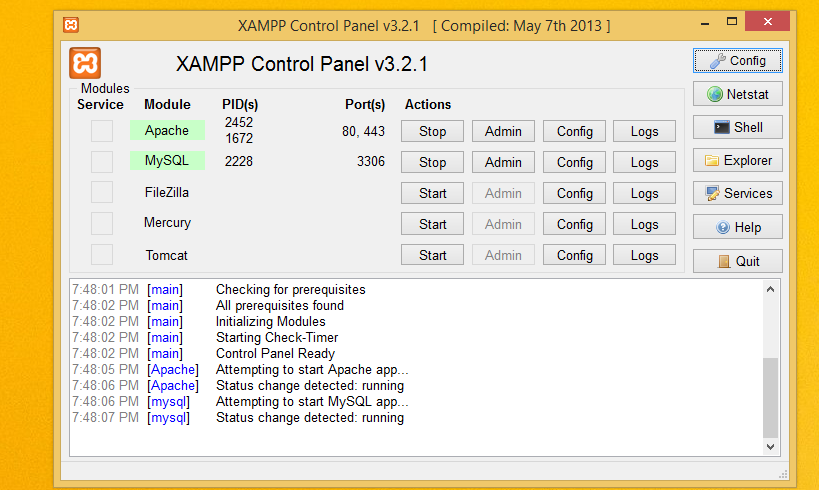 XAMPP Control Panel v3.2.1 [ Compiled: May 7th 2013 ]
XAMPP Control Panel v3.2.1
Config
Modules
Service Module PID(s) Port(s) Actions
Netstat
Apache 2452 1672 80, 443 Stop Admin Config Logs
Shell
MySQL 2228 3306 Stop Admin Config Logs
Explorer
FileZilla Start Admin Config Logs
Services
Mercury Start Admin Config Logs
Help
Tomcat Start Admin Config Logs
Quit
7:48:01 PM [main] Checking for prerequisites
7:48:02 PM [main] All prerequisites found
7:48:02 PM [main] Initializing Modules
7:48:02 PM [main] Starting Check-Timer
7:48:02 PM [main] Control Panel Ready
7:48:05 PM [Apache] Attempting to start Apache app...
7:48:06 PM [Apache] Status change detected: running
7:48:06 PM [mysql] Attempting to start MySQL app...
7:48:07 PM [mysql] Status change detected: running